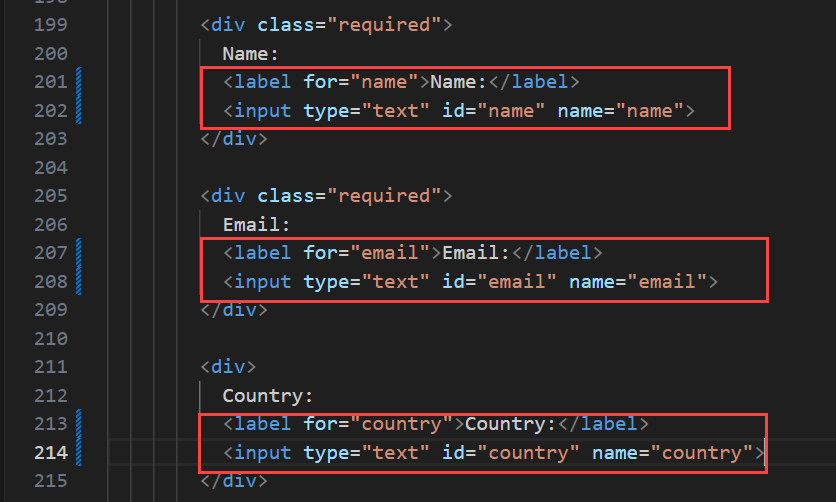 199 <div class="required">
200 Name:
201 <label for="name">Name:</label>
202 <input type="text" id="name" name="name">
203 </div>
204
205 <div class="required">
206 Email:
207 <label for="email">Email:</label>
208 <input type="text" id="email" name="email">
209 </div>
210
211 <div>
212 Country:
213 <label for="country">Country:</label>
214 <input type="text" id="country" name="country">
215 </div>